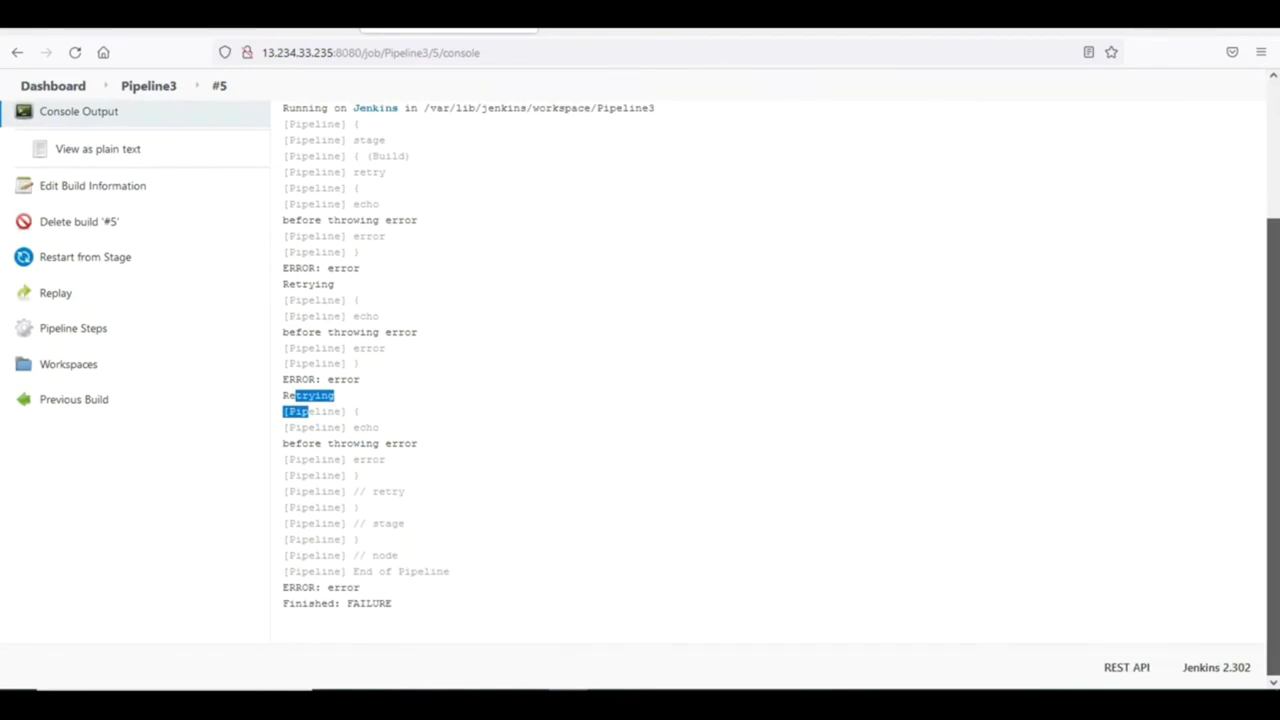 13.234.33.235:8080/job/Pipeline3/5/console
Dashboard Pipeline3 #5
Console Output
View as plain text
Edit Build Information
Delete build '#5'
Restart from Stage
Replay
Pipeline Steps
Workspaces
Previous Build
Running on Jenkins in /var/lib/jenkins/workspace/Pipeline3
[Pipeline] {
[Pipeline] stage
[Pipeline] { (Build)
[Pipeline] retry
[Pipeline] {
[Pipeline] echo
before throwing error
[Pipeline] error
[Pipeline] }
ERROR: error
Retrying
[Pipeline] {
[Pipeline] echo
before throwing error
[Pipeline] error
[Pipeline] }
ERROR: error
Retrying
[Pipeline] {
[Pipeline] echo
before throwing error
[Pipeline] error
[Pipeline] }
[Pipeline] // retry
[Pipeline] }
[Pipeline] // stage
[Pipeline] }
[Pipeline] // node
[Pipeline] End of Pipeline
ERROR: error
Finished: FAILURE
REST API Jenkins 2.302